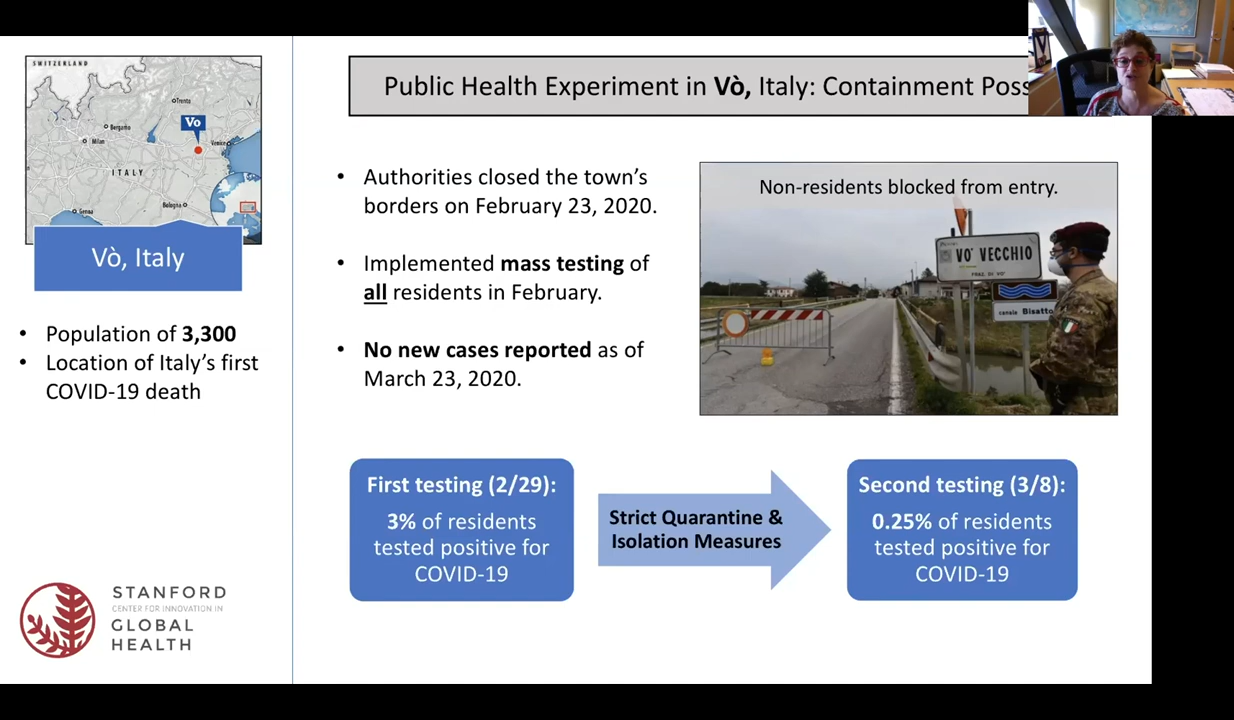 SWITZERLAND
Trento
Vo
Bergamo
Milan
Venice
ITALY
Genoa
Bologna
Vò, Italy
• Population of 3,300
• Location of Italy's first
COVID-19 death
STANFORD
CENTER FOR INNOVATION IN
GLOBAL
HEALTH
Public Health Experiment in Vò, Italy: Containment Poss
• Authorities closed the town's
borders on February 23, 2020.
• Implemented mass testing of
all residents in February.
• No new cases reported as of
March 23, 2020.
Non-residents blocked from entry.
VO' VECCHIO
FRAZ. DI VO'
canale Bisatto
First testing (2/29):
3% of residents
tested positive for
COVID-19
Strict Quarantine &
Isolation Measures
Second testing (3/8):
0.25% of residents
tested positive for
COVID-19